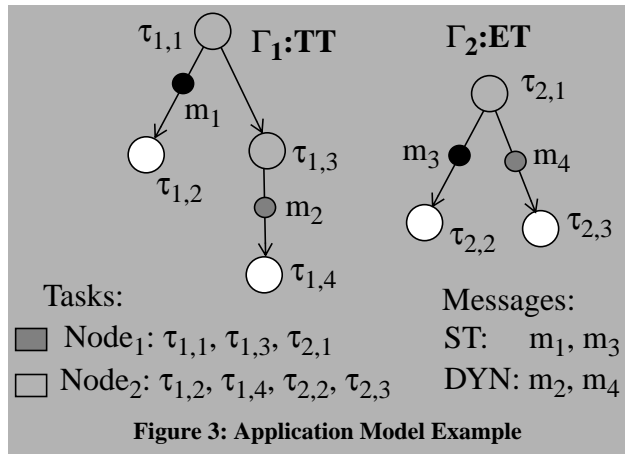 Γ1:TT
Γ2:ET
τ1,1
m1
τ1,2
τ1,3
m2
τ1,4
τ2,1
m3
m4
τ2,2
τ2,3
Tasks:
Node1: τ1,1, τ1,3, τ2,1
Node2: τ1,2, τ1,4, τ2,2, τ2,3
Messages:
ST: m1, m3
DYN: m2, m4
Figure 3: Application Model Example